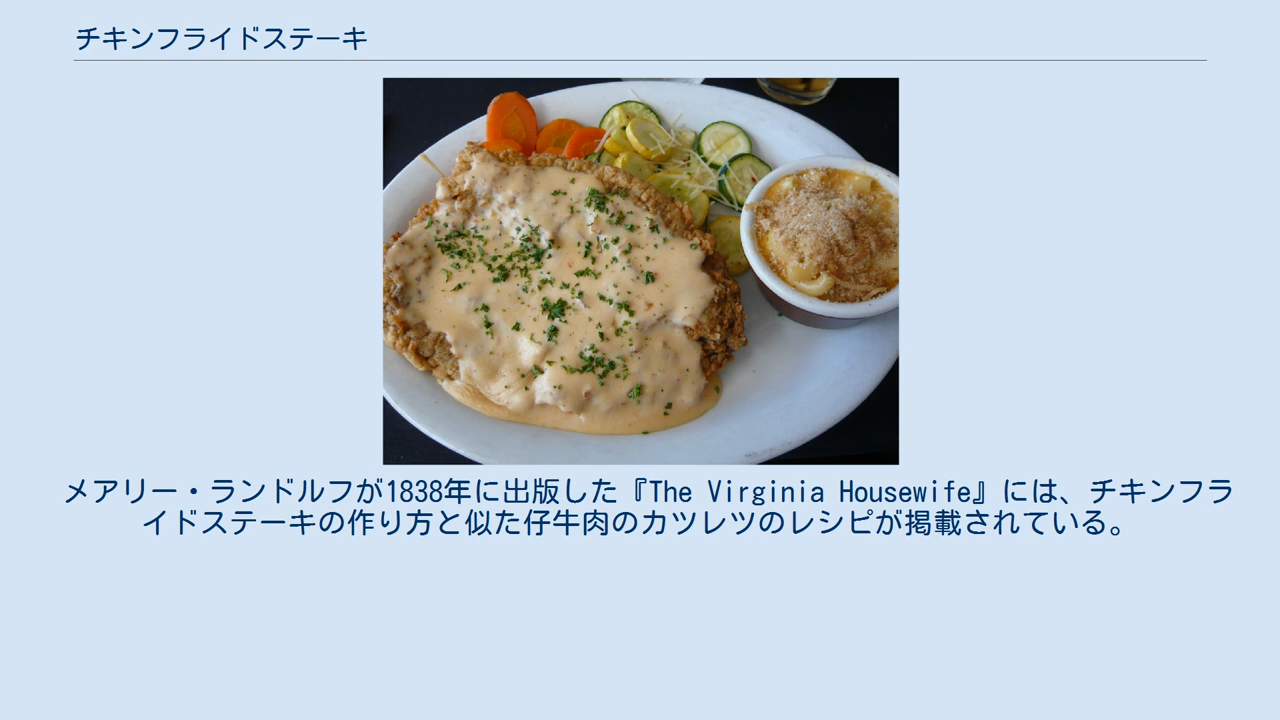 チキンフライドステーキ
メアリー・ランドルフが1838年に出版した『The Virginia Housewife』には、チキンフラ
イドステーキの作り方と似た仔牛肉のカツレツのレシピが掲載されている。